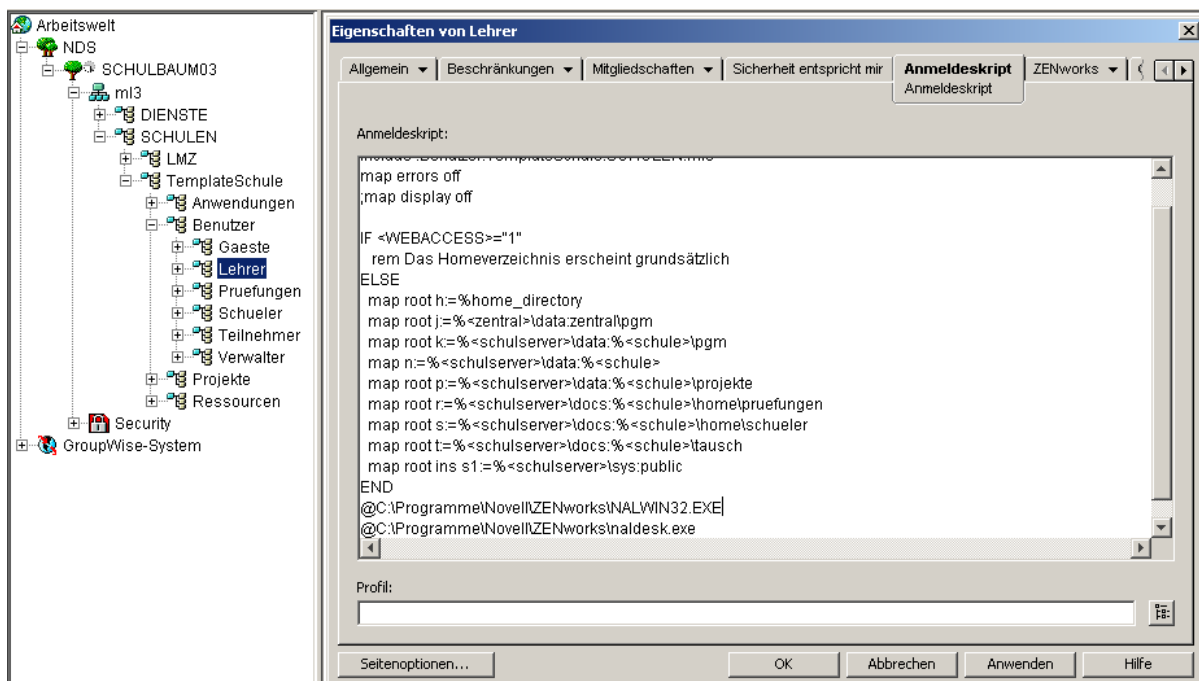 Arbeitswelt
NDS
SCHULBAUM03
ml3
DIENSTE
SCHULEN
LMZ
TemplateSchule
Anwendungen
Benutzer
Gaeste
Lehrer
Pruefungen
Schueler
Teilnehmer
Verwalter
Projekte
Ressourcen
Security
GroupWise-System
Eigenschaften von Lehrer
Allgemein
Beschränkungen
Mitgliedschaften
Sicherheit entspricht mir
Anmeldeskript
ZENworks
Anmeldeskript
Anmeldeskript:
include .Benutzer.TemplateSchule.SCHULEN.ml3
map errors off
;map display off
IF <WEBACCESS>="1"
rem Das Homeverzeichnis erscheint grundsätzlich
ELSE
map root h:=%home_directory
map root j:=%<zentral>\data:zentral\pgm
map root k:=%<schulserver>\data:%<schule>\pgm
map n:=%<schulserver>\data:%<schule>
map root p:=%<schulserver>\data:%<schule>\projekte
map root r:=%<schulserver>\docs:%<schule>\home\pruefungen
map root s:=%<schulserver>\docs:%<schule>\home\schueler
map root t:=%<schulserver>\docs:%<schule>\tausch
map root ins s1:=%<schulserver>\sys:public
END
@C:\Programme\Novell\ZENworks\NALWIN32.EXE
@C:\Programme\Novell\ZENworks\naldesk.exe
Profil:
Seitenoptionen...
OK
Abbrechen
Anwenden
Hilfe